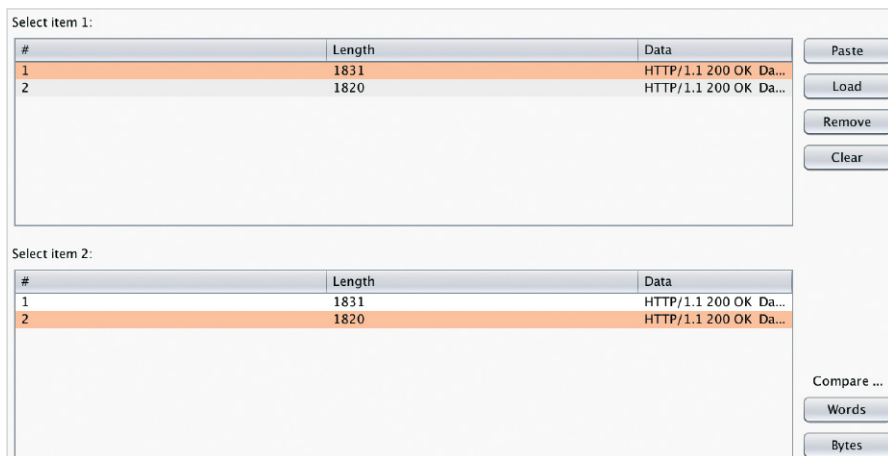 Select item 1:
# Length Data
1 1831 HTTP/1.1 200 OK Da...
2 1820 HTTP/1.1 200 OK Da...
Paste
Load
Remove
Clear
Select item 2:
# Length Data
1 1831 HTTP/1.1 200 OK Da...
2 1820 HTTP/1.1 200 OK Da...
Compare ...
Words
Bytes